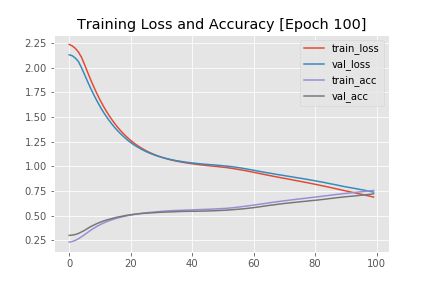 Training Loss and Accuracy [Epoch 100]
2.25
2.00
1.75
1.50
1.25
1.00
0.75
0.50
0.25
train_loss
val_loss
train_acc
val_acc
0 20 40 60 80 100